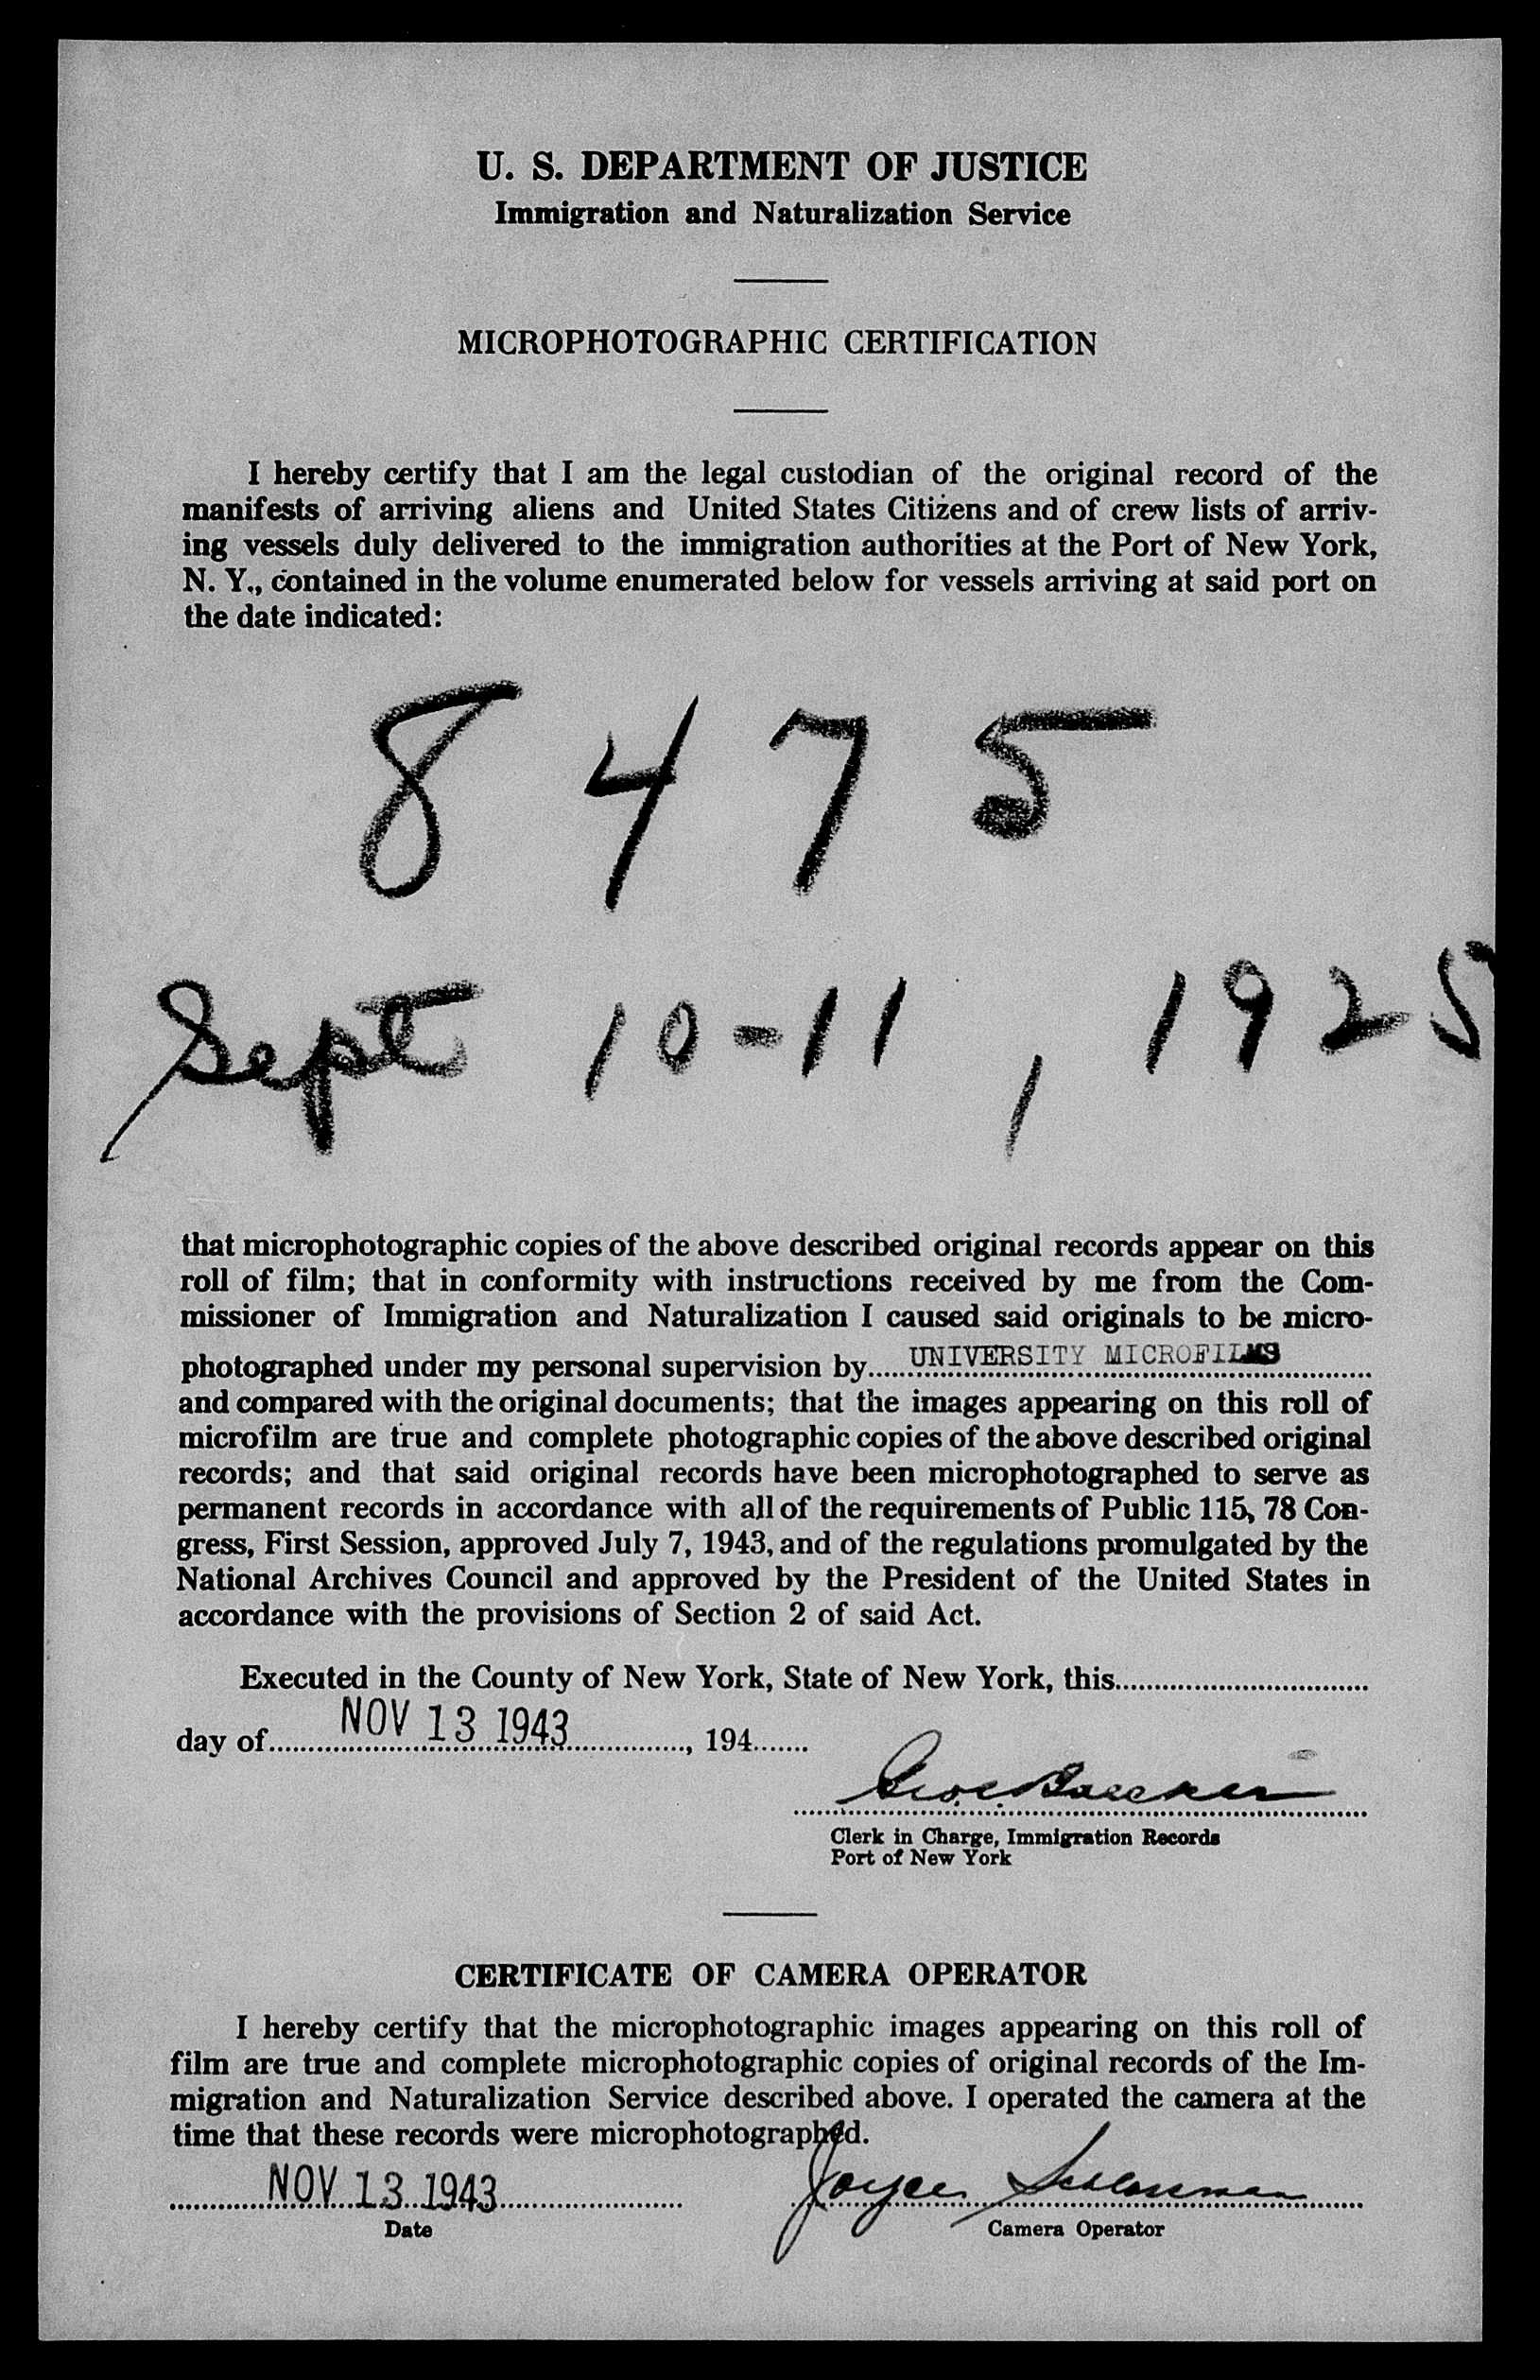 U. S. DEPARTMENT OF JUSTICE
Immigration and Naturalization Service
MICROPHOTOGRAPHIC CERTIFICATION
I hereby certify that I am the legal custodian of the original record of the
manifests of arriving aliens and United States Citizens and of crew lists of arriv-
ing vessels duly delivered to the immigration authorities at the Port of New York,
N. Y., contained in the volume enumerated below for vessels arriving at said port on
the date indicated:
8475
Sept 10-11, 1925
that microphotographic copies of the above described original records appear on this
roll of film; that in conformity with instructions received by me from the Com-
missioner of Immigration and Naturalization I caused said originals to be micro-
photographed under my personal supervision by UNIVERSITY MICROFILMS
and compared with the original documents; that the images appearing on this roll of
microfilm are true and complete photographic copies of the above described original
records; and that said original records have been microphotographed to serve as
permanent records in accordance with all of the requirements of Public 115, 78 Con-
gress, First Session, approved July 7, 1943, and of the regulations promulgated by the
National Archives Council and approved by the President of the United States in
accordance with the provisions of Section 2 of said Act.
Executed in the County of New York, State of New York, this
day of NOV 13 1943, 194
Clerk in Charge, Immigration Records
Port of New York
CERTIFICATE OF CAMERA OPERATOR
I hereby certify that the microphotographic images appearing on this roll of
film are true and complete microphotographic copies of original records of the Im-
migration and Naturalization Service described above. I operated the camera at the
time that these records were microphotographed.
NOV 13 1943 Joyce
Date Camera Operator